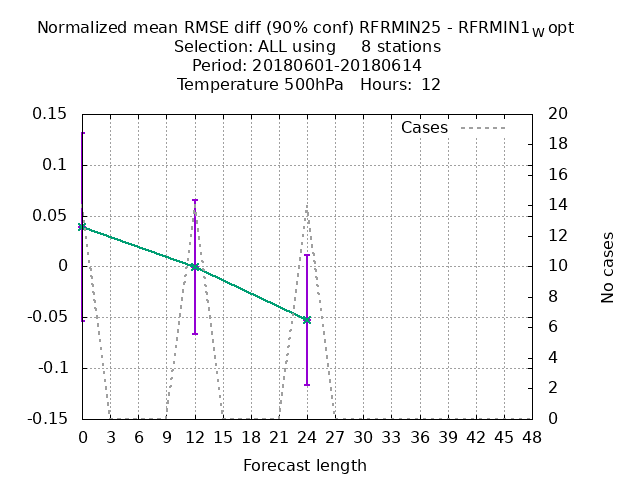 Normalized mean RMSE diff (90% conf) RFRMIN25 - RFRMIN1wopt
Selection: ALL using     8 stations
Period: 20180601-20180614
Temperature 500hPa   Hours:  12
Cases
0.15
0.1
0.05
0
-0.05
-0.1
-0.15
20
18
16
14
12
10
8
6
4
2
0
No cases
0 3 6 9 12 15 18 21 24 27 30 33 36 39 42 45 48
Forecast length